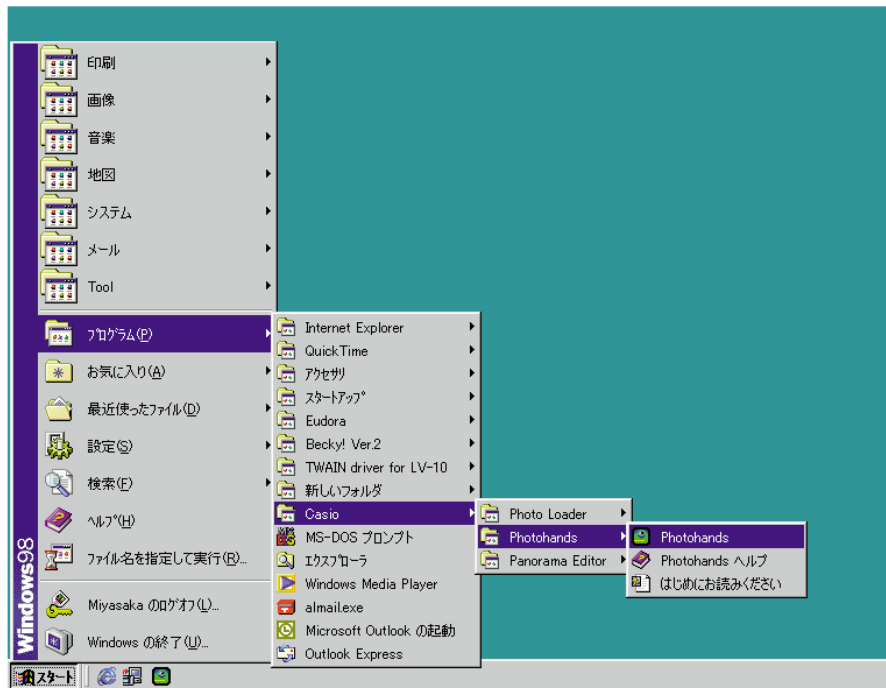 印刷
画像
音楽
地図
システム
メール
Tool
プログラム(P)
お気に入り(A)
最近使ったファイル(D)
設定(S)
検索(F)
ヘルプ(H)
ファイル名を指定して実行(R)...
Miyasaka のログオフ(L)...
Windows の終了(U)...
Windows98
Internet Explorer
QuickTime
アクセサリ
スタートアップ
Eudora
Becky! Ver.2
TWAIN driver for LV-10
新しいフォルダ
Casio
MS-DOS プロンプト
エクスプローラ
Windows Media Player
almail.exe
Microsoft Outlook の起動
Outlook Express
Photo Loader
Photohands
Panorama Editor
Photohands
Photohands ヘルプ
はじめにお読みください
スタート